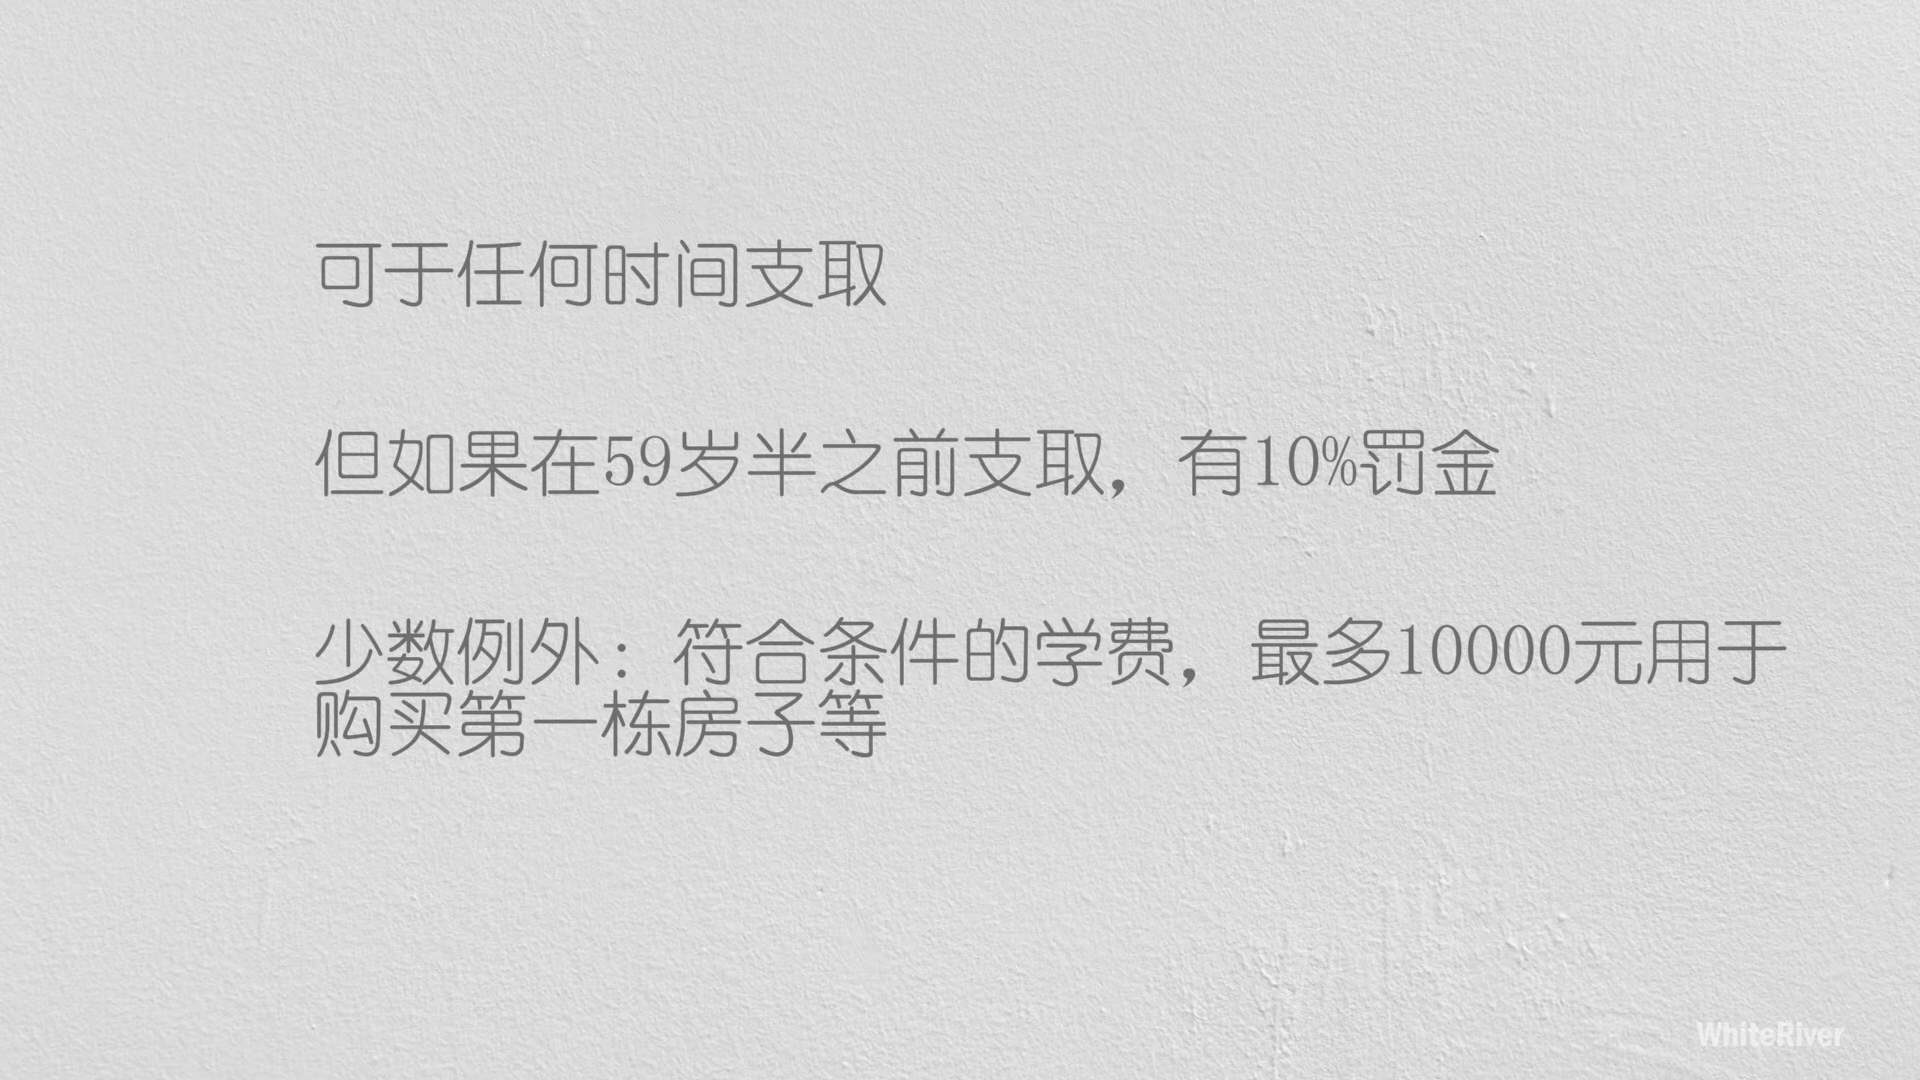 可于任何时间支取
但如果在59岁半之前支取，有10%罚金
少数例外：符合条件的学费，最多10000元用于
购买第一栋房子等
WhiteRiver